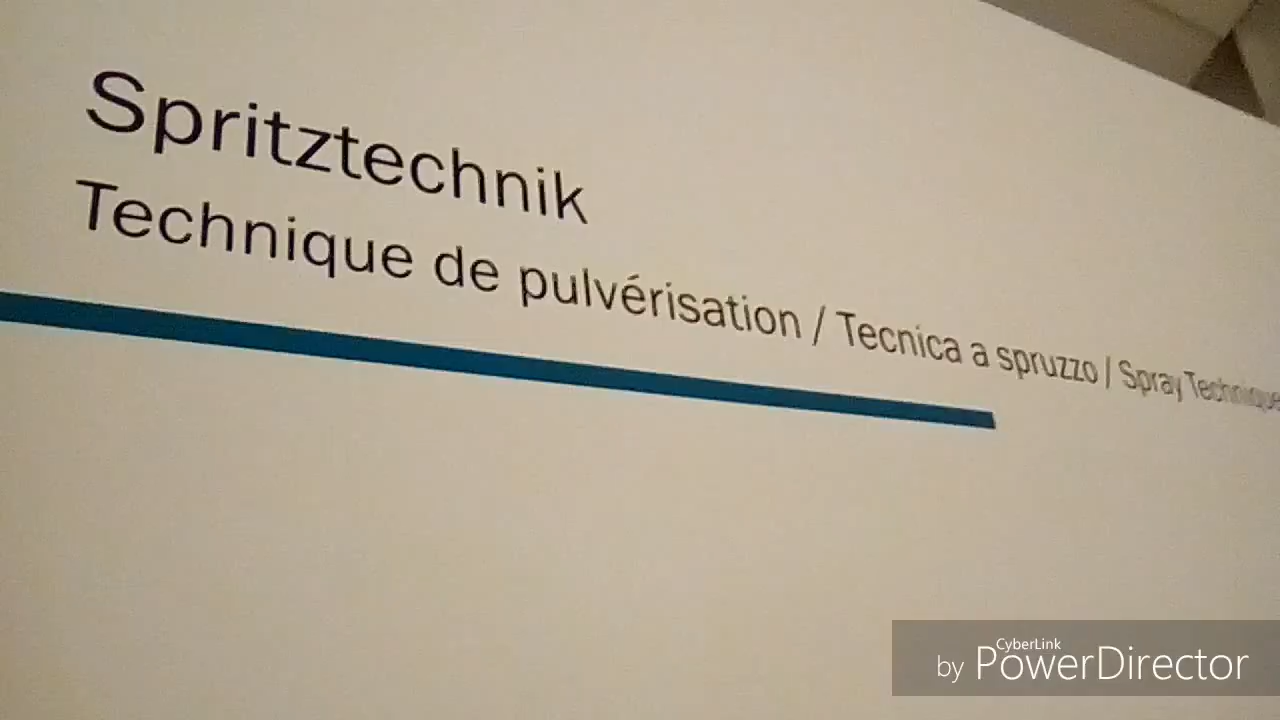 Spritztechnik
Technique de pulvérisation / Tecnica a spruzzo / Spray Technique
CyberLink
by PowerDirector